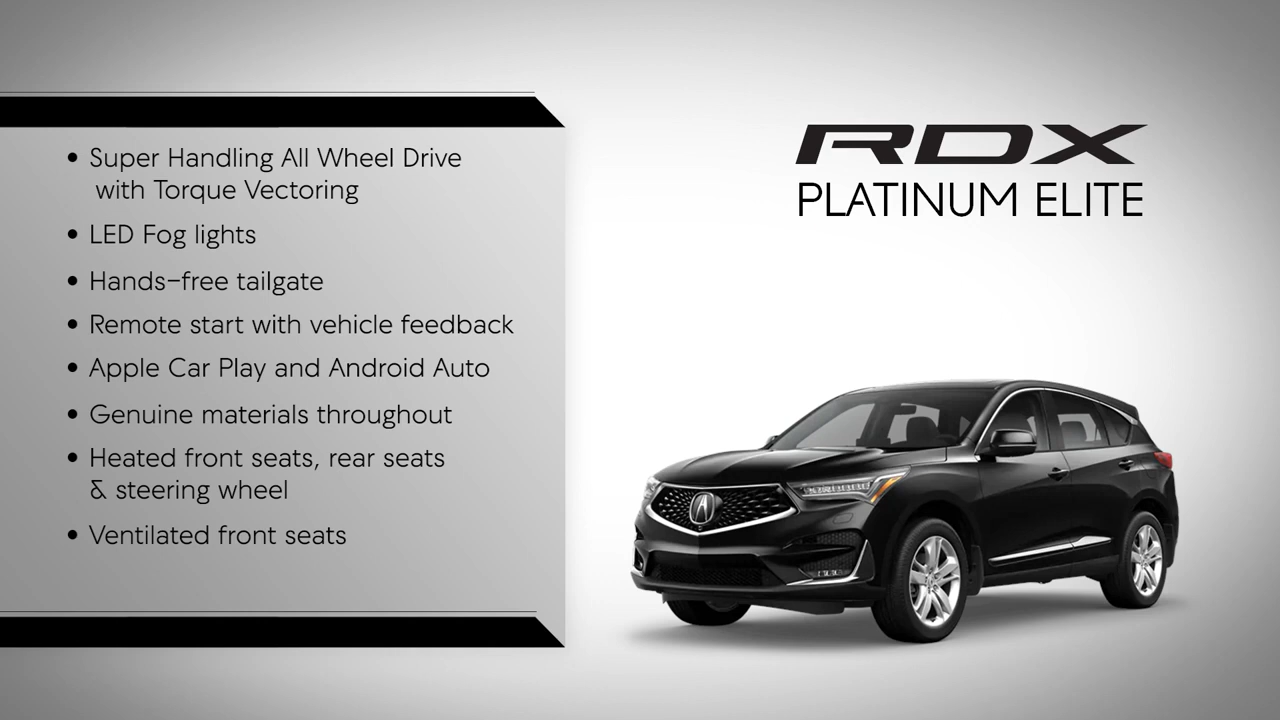 • Super Handling All Wheel Drive
with Torque Vectoring
• LED Fog lights
• Hands-free tailgate
• Remote start with vehicle feedback
• Apple Car Play and Android Auto
• Genuine materials throughout
• Heated front seats, rear seats
& steering wheel
• Ventilated front seats
RDX
PLATINUM ELITE